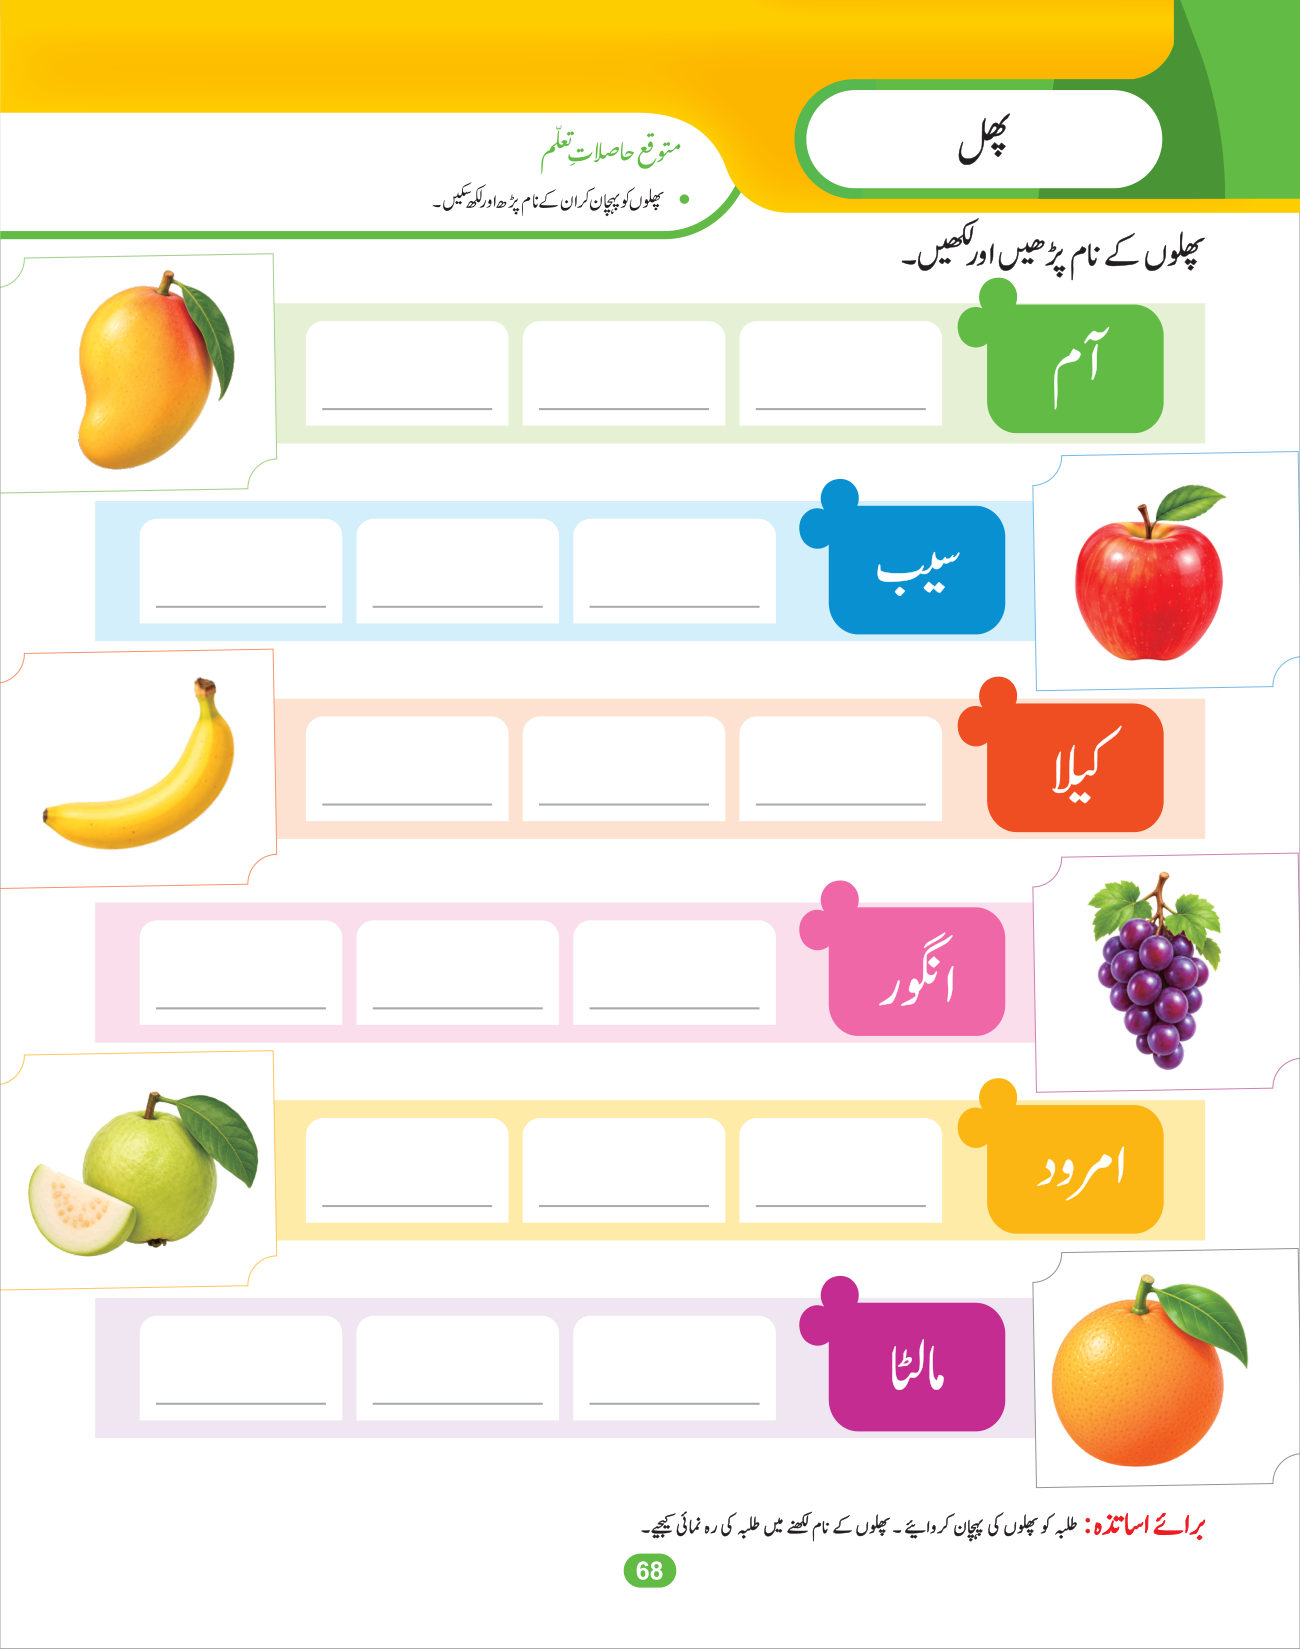 پھل
متوقع حاصلاتِ تعلّم
• پھلوں کو پہچان کر ان کے نام پڑھ اور لکھ سکیں۔
پھلوں کے نام پڑھیں اور لکھیں۔
آم
سیب
کیلا
انگور
امرود
مالٹا
برائے اساتذہ: طلبہ کو پھلوں کی پہچان کروائیے۔ پھلوں کے نام لکھنے میں طلبہ کی رہ نمائی کیجیے۔
68